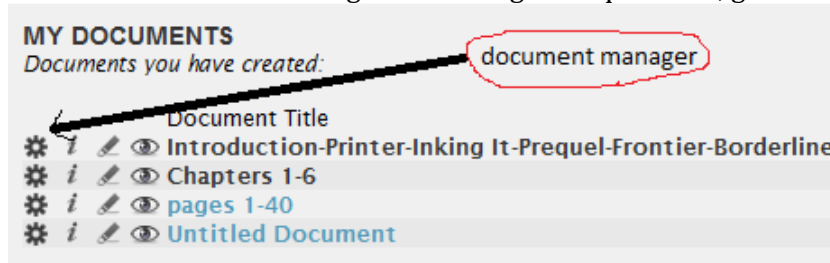 MY DOCUMENTS
Documents you have created:
document manager
Document Title
i Introduction-Printer-Inking It-Prequel-Frontier-Borderline
i Chapters 1-6
i pages 1-40
i Untitled Document